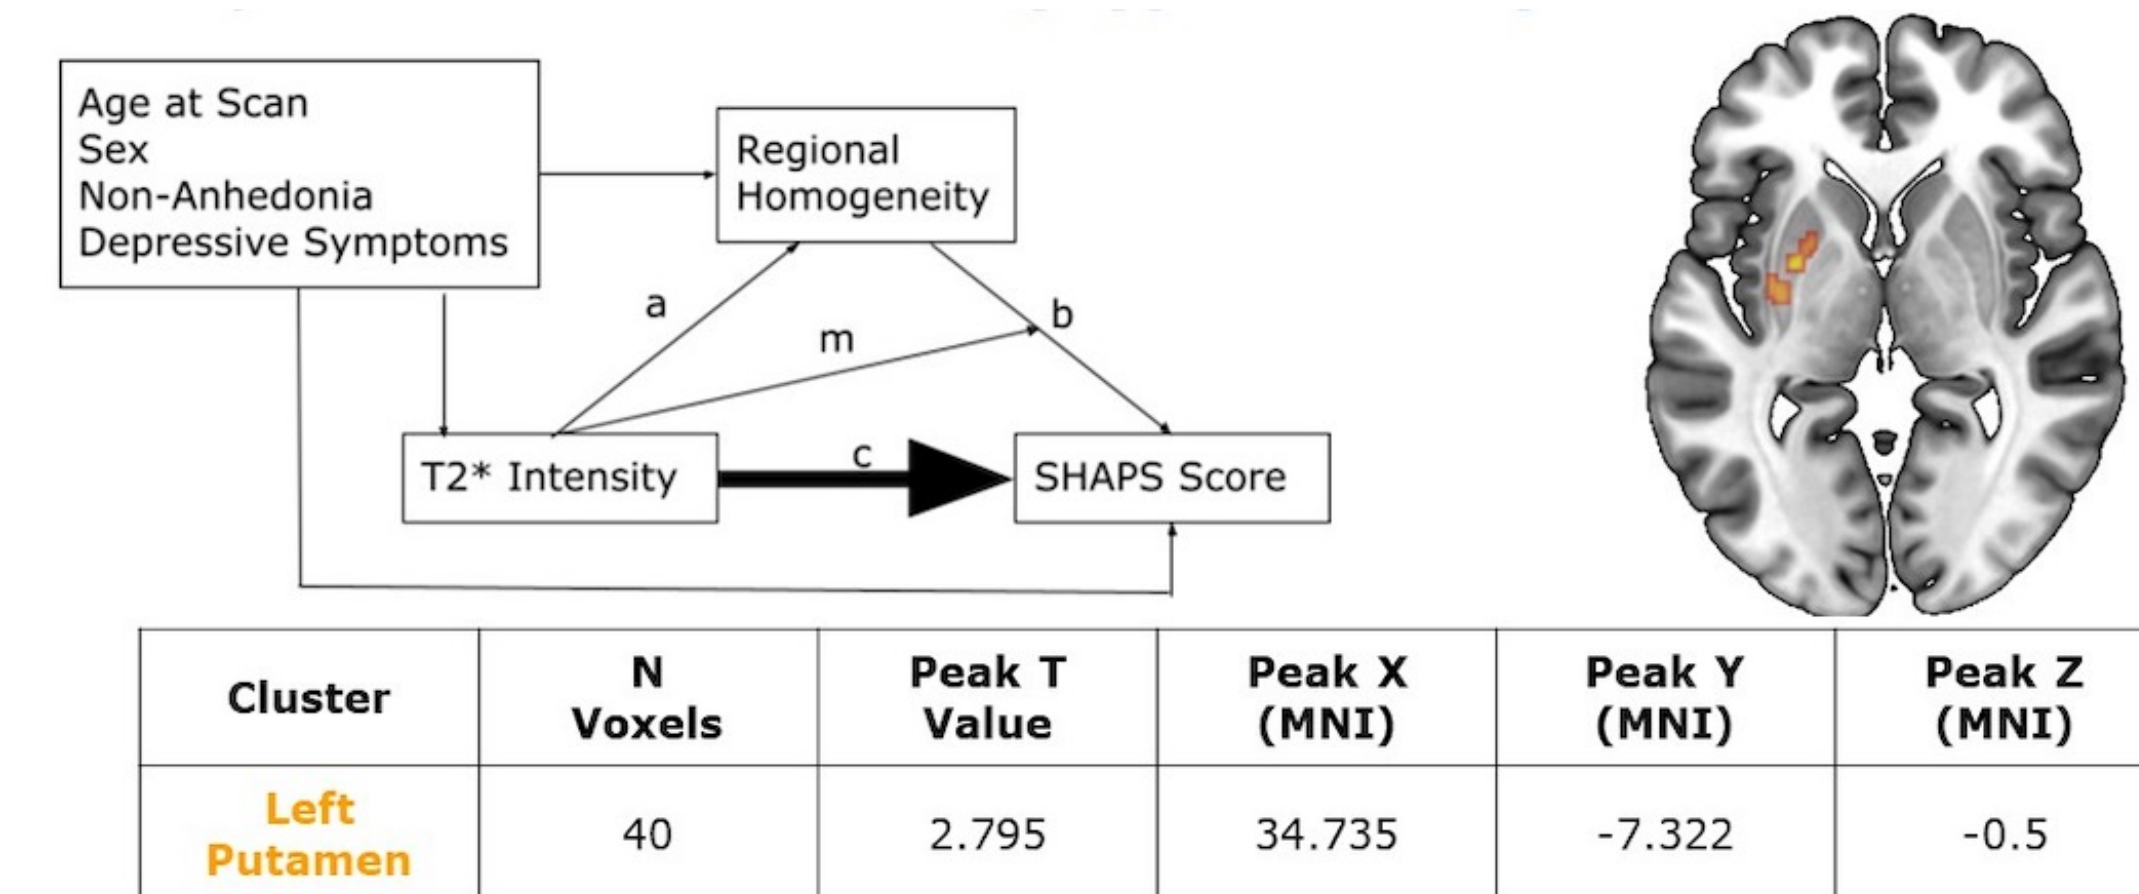 Age at Scan
Sex
Non-Anhedonia
Depressive Symptoms
Regional
Homogeneity
a
m
b
T2* Intensity
c
SHAPS Score
Cluster
N
Voxels
Peak T
Value
Peak X
(MNI)
Peak Y
(MNI)
Peak Z
(MNI)
Left
Putamen
40
2.795
34.735
-7.322
-0.5